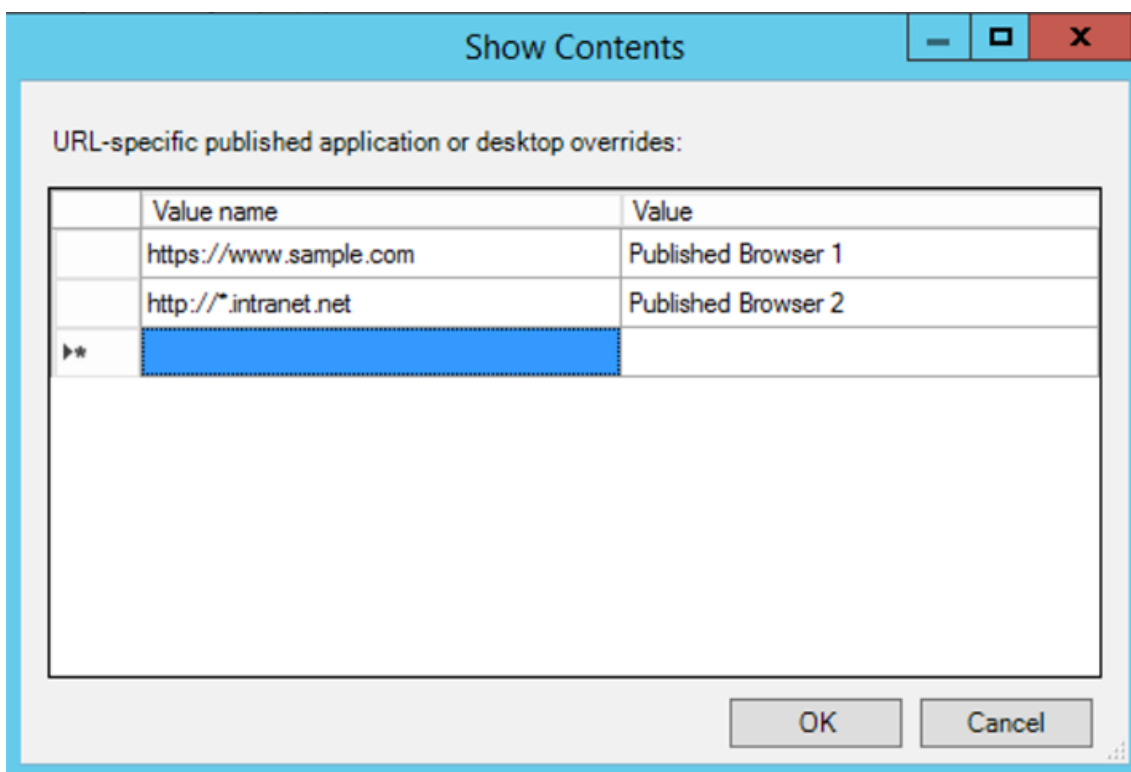 Show Contents
URL-specific published application or desktop overrides:
Value name Value
https://www.sample.com Published Browser 1
http://*.intranet.net Published Browser 2
OK Cancel